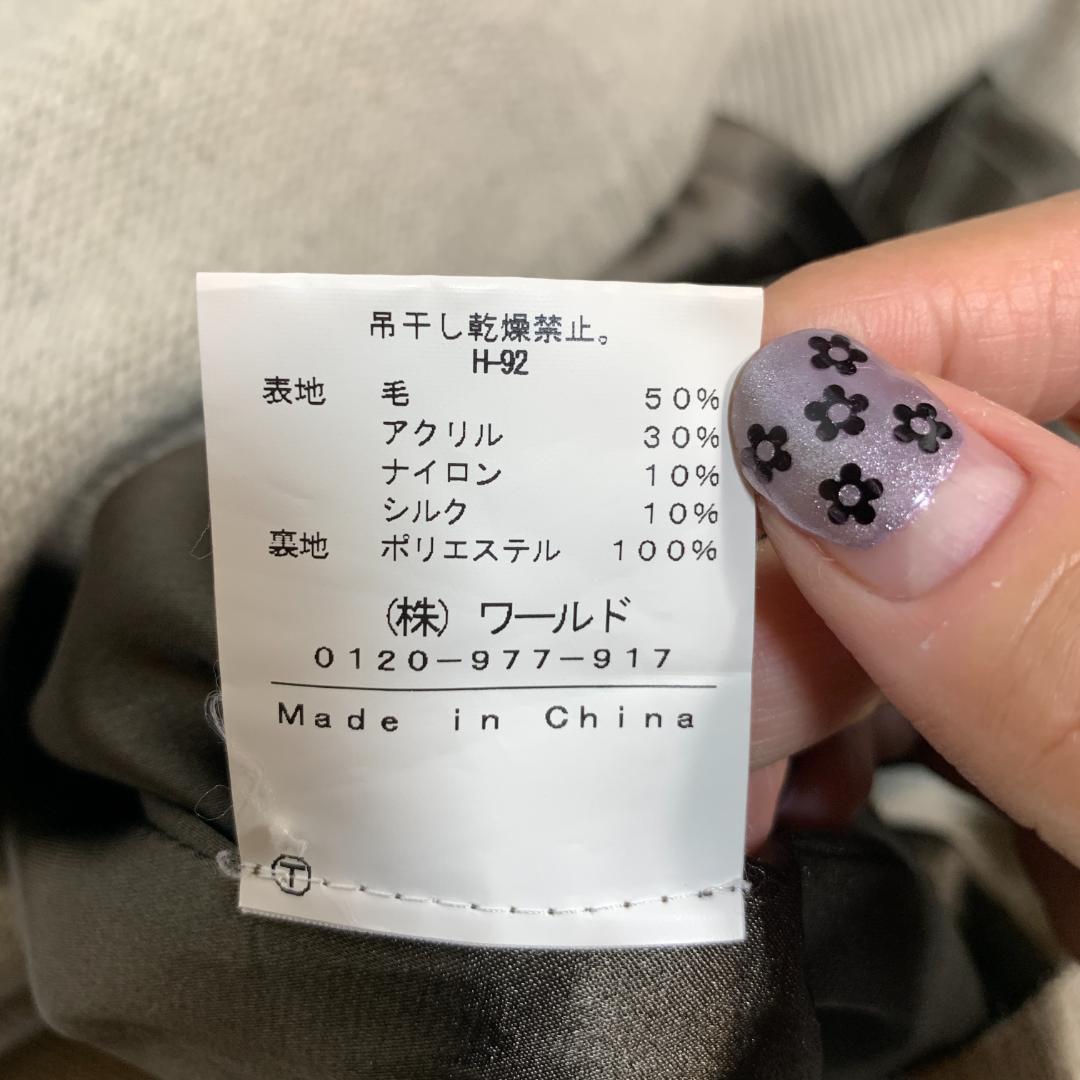 吊干し乾燥禁止。
H-92
表地 毛 50%
アクリル 30%
ナイロン 10%
シルク 10%
裏地 ポリエステル 100%
(株) ワールド
0120-977-917
Made in China
T